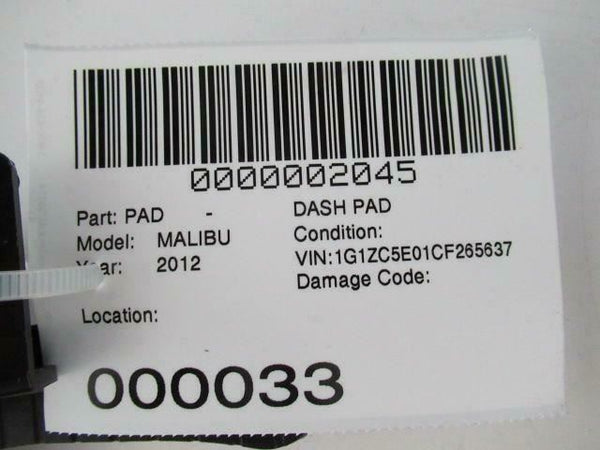 0000002045
Part: PAD - DASH PAD
Model: MALIBU Condition:
Year: 2012 VIN:1G1ZC5E01CF265637
Damage Code:
Location:
000033